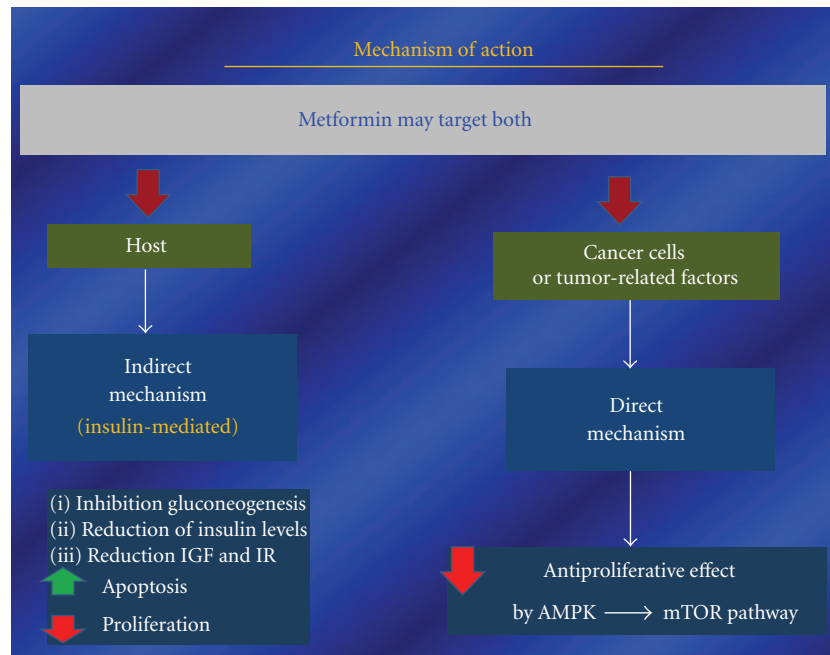 Mechanism of action
Metformin may target both
Host
Indirect
mechanism
(insulin-mediated)
(i) Inhibition gluconeogenesis
(ii) Reduction of insulin levels
(iii) Reduction IGF and IR
Apoptosis
Proliferation
Cancer cells
or tumor-related factors
Direct
mechanism
Antiproliferative effect
by AMPK ⟶ mTOR pathway